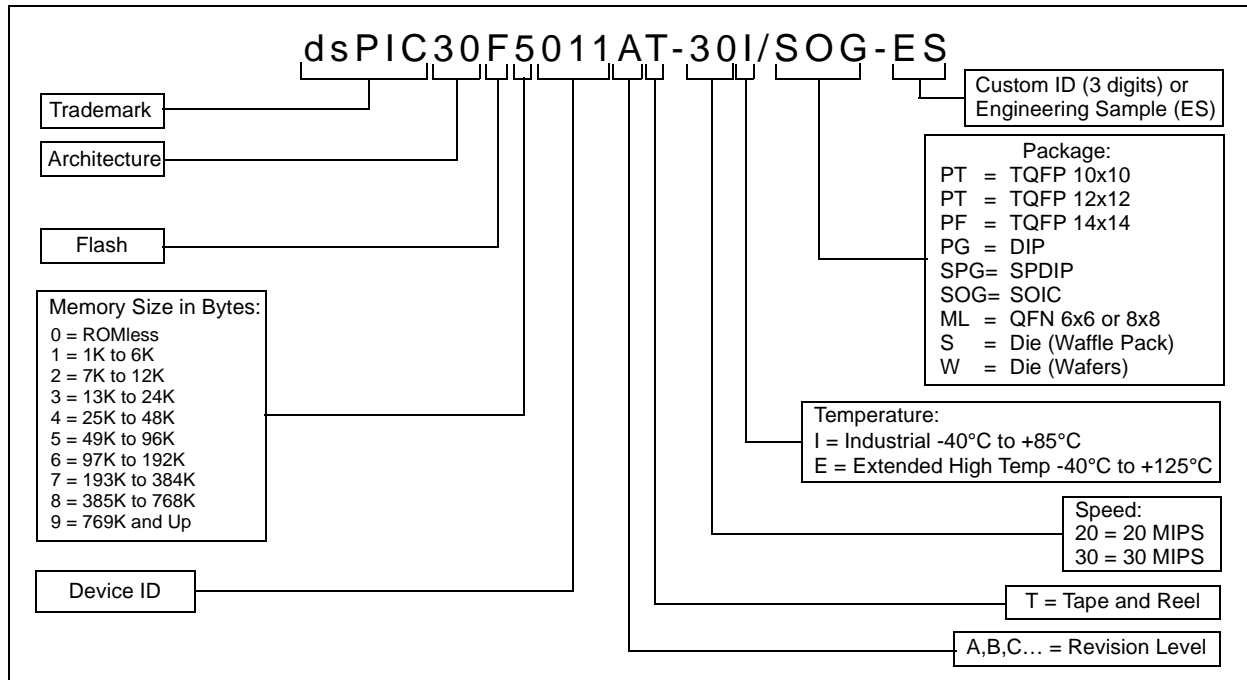 dsPIC30F5011AT-30I/SOG-ES
Trademark
Architecture
Flash
Memory Size in Bytes:
0 = ROMless
1 = 1K to 6K
2 = 7K to 12K
3 = 13K to 24K
4 = 25K to 48K
5 = 49K to 96K
6 = 97K to 192K
7 = 193K to 384K
8 = 385K to 768K
9 = 769K and Up
Device ID
Custom ID (3 digits) or
Engineering Sample (ES)
Package:
PT = TQFP 10x10
PT = TQFP 12x12
PF = TQFP 14x14
PG = DIP
SPG= SPDIP
SOG= SOIC
ML = QFN 6x6 or 8x8
S = Die (Waffle Pack)
W = Die (Wafers)
Temperature:
I = Industrial -40°C to +85°C
E = Extended High Temp -40°C to +125°C
Speed:
20 = 20 MIPS
30 = 30 MIPS
T = Tape and Reel
A,B,C… = Revision Level